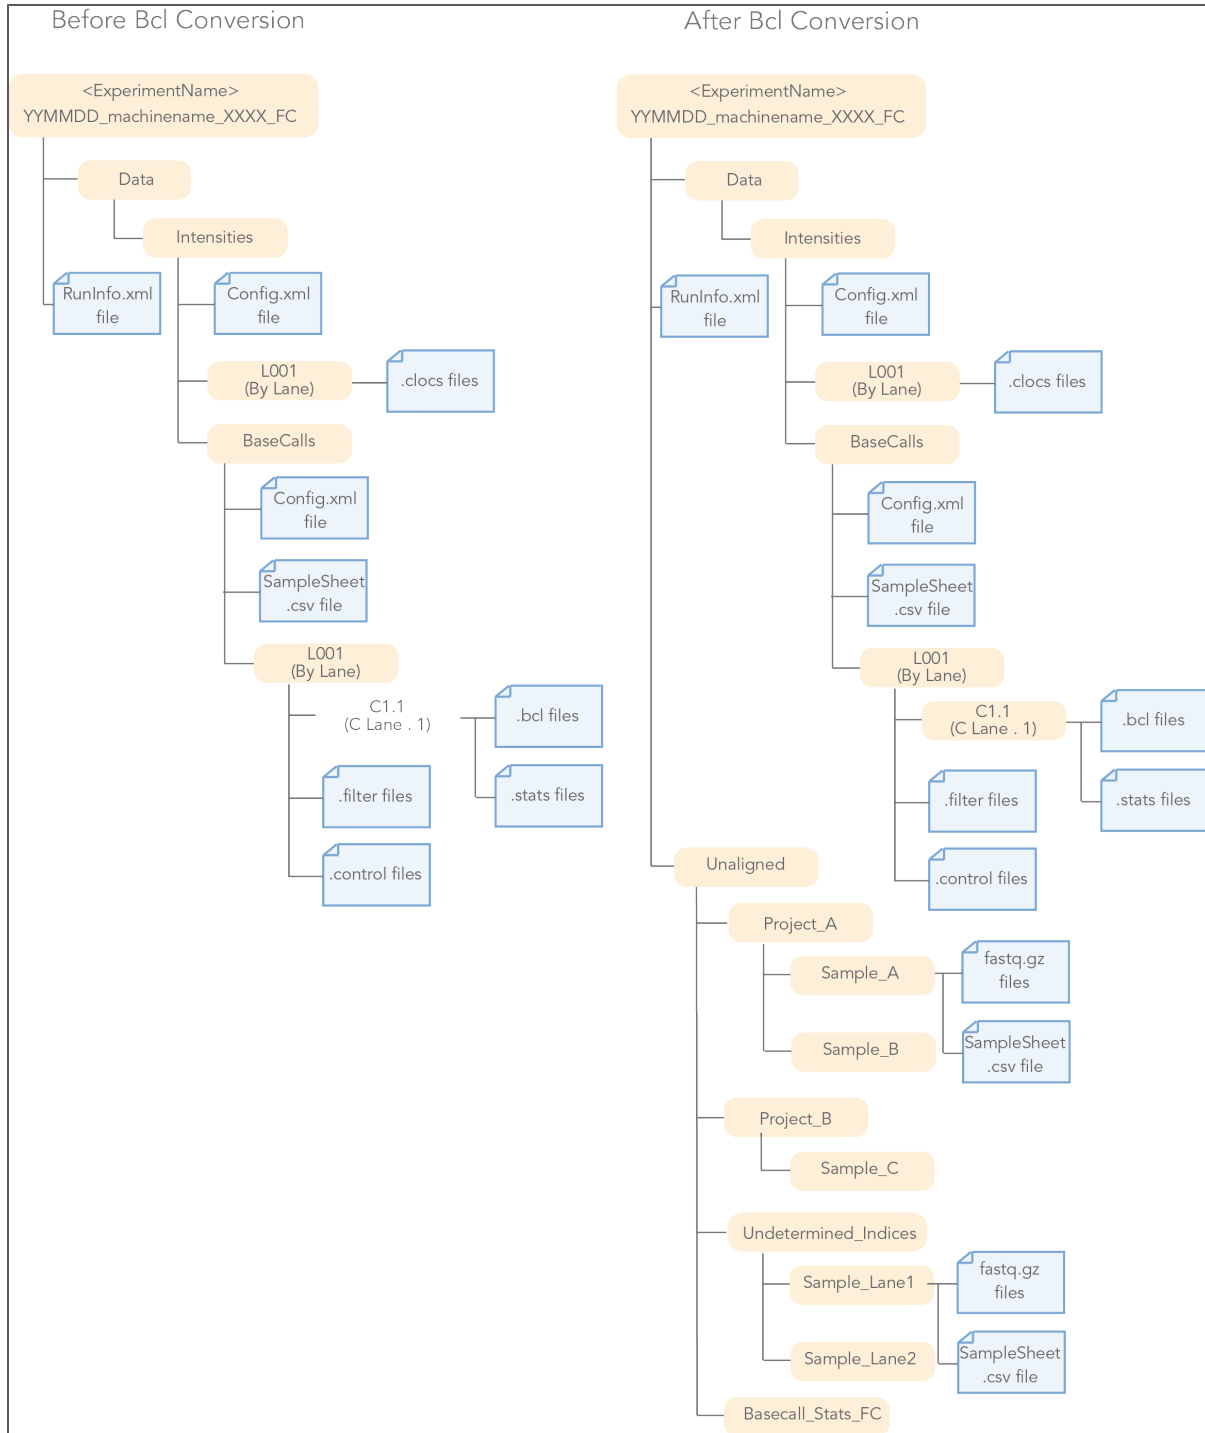 Before Bcl Conversion
<ExperimentName>
YYMMDD_machinename_XXXX_FC
Data
Intensities
RunInfo.xml
file
Config.xml
file
L001
(By Lane)
.clocs files
BaseCalls
Config.xml
file
SampleSheet
.csv file
L001
(By Lane)
C1.1
(C Lane . 1)
.bcl files
.stats files
.filter files
.control files
After Bcl Conversion
<ExperimentName>
YYMMDD_machinename_XXXX_FC
Data
Intensities
RunInfo.xml
file
Config.xml
file
L001
(By Lane)
.clocs files
BaseCalls
Config.xml
file
SampleSheet
.csv file
L001
(By Lane)
C1.1
(C Lane . 1)
.bcl files
.stats files
.filter files
.control files
Unaligned
Project_A
Sample_A
fastq.gz
files
SampleSheet
.csv file
Sample_B
Project_B
Sample_C
Undetermined_Indices
Sample_Lane1
fastq.gz
files
Sample_Lane2
SampleSheet
.csv file
Basecall_Stats_FC